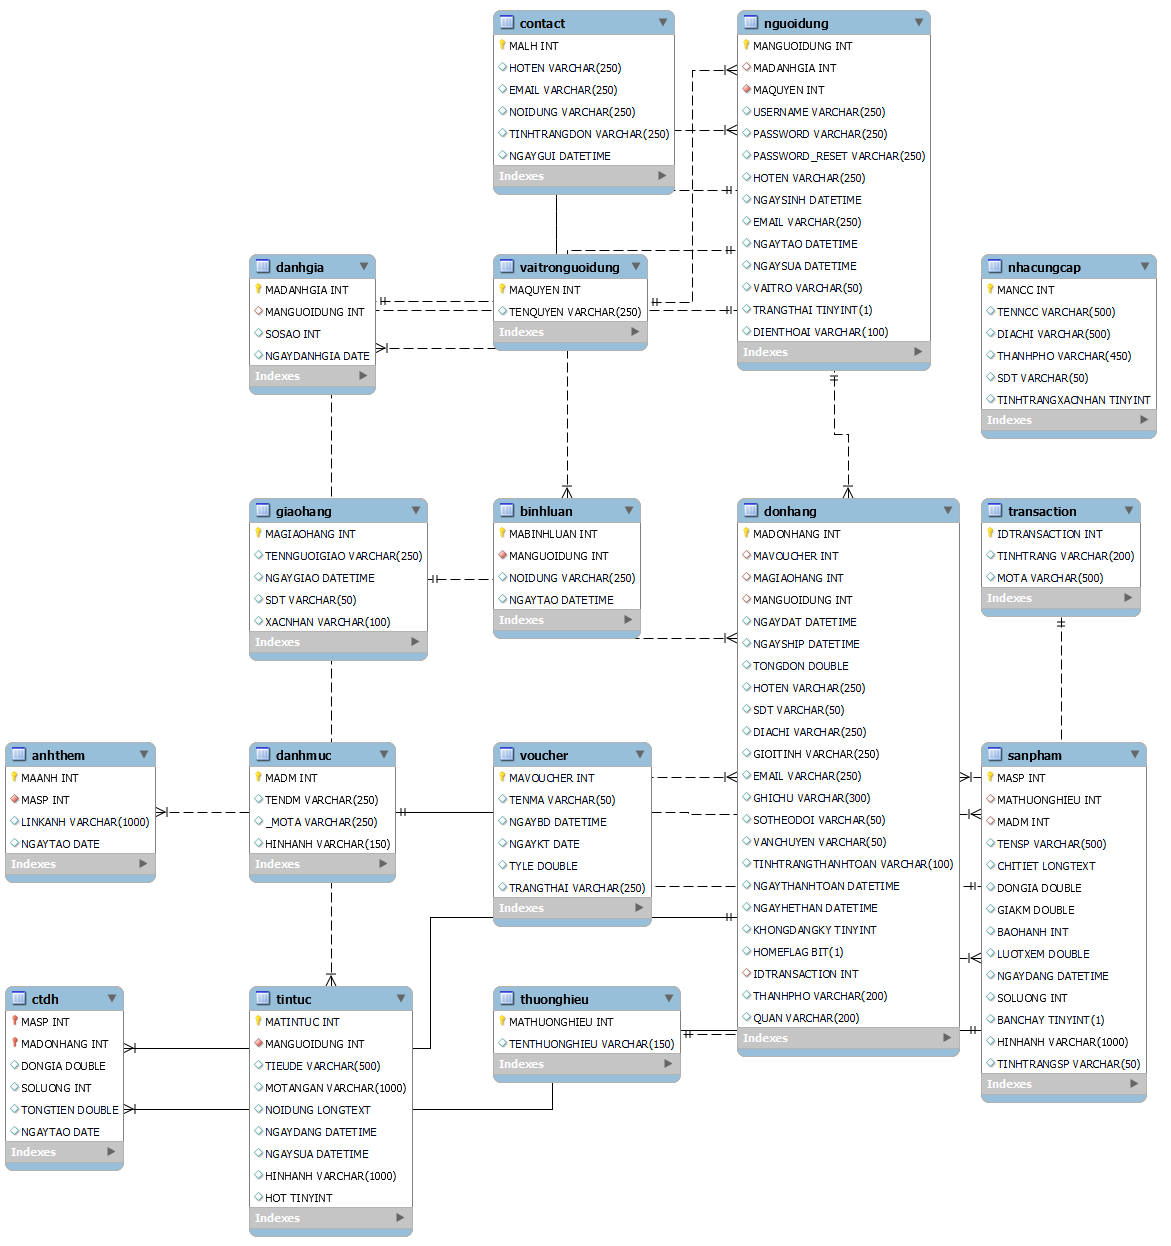 contact
MALH INT
HOTEN VARCHAR(250)
EMAIL VARCHAR(250)
NOIDUNG VARCHAR(250)
TINHTRANGDON VARCHAR(250)
NGAYGUI DATETIME
Indexes
nguoidung
MANGUOIDUNG INT
MADANHGIA INT
MAQUYEN INT
USERNAME VARCHAR(250)
PASSWORD VARCHAR(250)
PASSWORD_RESET VARCHAR(250)
HOTEN VARCHAR(250)
NGAYSINH DATETIME
EMAIL VARCHAR(250)
NGAYTAO DATETIME
NGAYSUA DATETIME
VAITRO VARCHAR(50)
TRANGTHAI TINYINT(1)
DIENTHOAI VARCHAR(100)
Indexes
danhgia
MADANHGIA INT
MANGUOIDUNG INT
SOSAO INT
NGAYDANHGIA DATE
Indexes
vaitronguoidung
MAQUYEN INT
TENQUYEN VARCHAR(250)
Indexes
nhacungcap
MANCC INT
TENNCC VARCHAR(500)
DIACHI VARCHAR(500)
THANHPHO VARCHAR(450)
SDT VARCHAR(50)
TINHTRANGXACNHAN TINYINT
Indexes
giaohang
MAGIAOHANG INT
TENNGUOIGIAO VARCHAR(250)
NGAYGIAO DATETIME
SDT VARCHAR(50)
XACNHAN VARCHAR(100)
Indexes
binhluan
MABINHLUAN INT
MANGUOIDUNG INT
NOIDUNG VARCHAR(250)
NGAYTAO DATETIME
Indexes
donhang
MADONHANG INT
MAVOUCHER INT
MAGIAOHANG INT
MANGUOIDUNG INT
NGAYDAT DATETIME
NGAYSHIP DATETIME
TONGDON DOUBLE
HOTEN VARCHAR(250)
SDT VARCHAR(50)
DIACHI VARCHAR(250)
GIOITINH VARCHAR(250)
EMAIL VARCHAR(250)
GHICHU VARCHAR(300)
SOTHEODOI VARCHAR(50)
VANCHUYEN VARCHAR(50)
TINHTRANGTHANHTOAN VARCHAR(100)
NGAYTHANHTOAN DATETIME
NGAYHETHAN DATETIME
KHONGDANGKY TINYINT
HOMEFLAG BIT(1)
IDTRANSACTION INT
THANHPHO VARCHAR(200)
QUAN VARCHAR(200)
Indexes
transaction
IDTRANSACTION INT
TINHTRANG VARCHAR(200)
MOTA VARCHAR(500)
Indexes
anhthem
MAANH INT
MASP INT
LINKANH VARCHAR(1000)
NGAYTAO DATE
Indexes
danhmuc
MADM INT
TENDM VARCHAR(250)
_MOTA VARCHAR(250)
HINHANH VARCHAR(150)
Indexes
voucher
MAVOUCHER INT
TENMA VARCHAR(50)
NGAYBD DATETIME
NGAYKT DATE
TYLE DOUBLE
TRANGTHAI VARCHAR(250)
Indexes
sanpham
MASP INT
MATHUONGHIEU INT
MADM INT
TENSP VARCHAR(500)
CHITIET LONGTEXT
DONGIA DOUBLE
GIAKM DOUBLE
BAOHANH INT
LUOTXEM DOUBLE
NGAYDANG DATETIME
SOLUONG INT
BANCHAY TINYINT(1)
HINHANH VARCHAR(1000)
TINHTRANGSP VARCHAR(50)
Indexes
ctdh
MASP INT
MADONHANG INT
DONGIA DOUBLE
SOLUONG INT
TONGTIEN DOUBLE
NGAYTAO DATE
Indexes
tintuc
MATINTUC INT
MANGUOIDUNG INT
TIEUDE VARCHAR(500)
MOTANGAN VARCHAR(1000)
NOIDUNG LONGTEXT
NGAYDANG DATETIME
NGAYSUA DATETIME
HINHANH VARCHAR(1000)
HOT TINYINT
Indexes
thuonghieu
MATHUONGHIEU INT
TENTHUONGHIEU VARCHAR(150)
Indexes